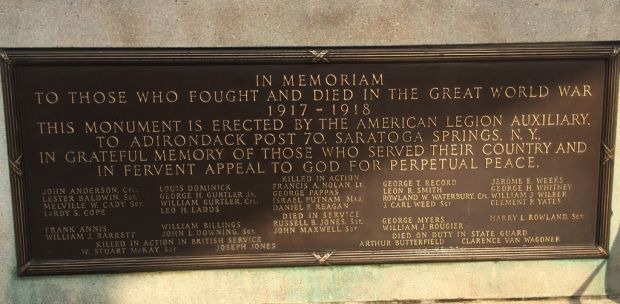 IN MEMORIAM
TO THOSE WHO FOUGHT AND DIED IN THE GREAT WORLD WAR
1917-1918
THIS MONUMENT IS ERECTED BY THE AMERICAN LEGION AUXILIARY,
TO ADIRONDACK POST 70, SARATOGA SPRINGS, N.Y.,
IN GRATEFUL MEMORY OF THOSE WHO SERVED THEIR COUNTRY AND
IN FERVENT APPEAL TO GOD FOR PERPETUAL PEACE.
KILLED IN ACTION
JOHN ANDERSON, CPL. LOUIS DOMINICK FRANCIS A. NOLAN, LT. GEORGE T. RECORD JEROME E. WEEKS
LESTER BALDWIN, SGT. GEORGE H. GURTLER, JR. GEORGE PAPPAS LEON R. SMITH GEORGE H. WHITNEY
MELVILLE W. CADY, SGT. WILLIAM GURTLER, CPL. ISRAEL PUTNAM, MAJ. ROWLAND W. WATERBURY, CPL. WILLIAM J. WILBER
LEROY S. COPE LEO H. LADDS DANIEL F. REAGAN J. CARL WEED, SGT. CLEMENT P. YATES
DIED IN SERVICE
FRANK ANNIS WILLIAM BILLINGS RUSSELL B. JONES, SGT. GEORGE MYERS HARRY L. ROWLAND, SGT.
WILLIAM J. BARRETT JOHN L. DOWNING, SGT. JOHN MAXWELL, SGT. WILLIAM J. ROUGIER
KILLED IN ACTION IN BRITISH SERVICE DIED ON DUTY IN STATE GUARD
W. STUART McKAY, SGT. JOSEPH JONES ARTHUR BUTTERFIELD CLARENCE VAN WAGONER